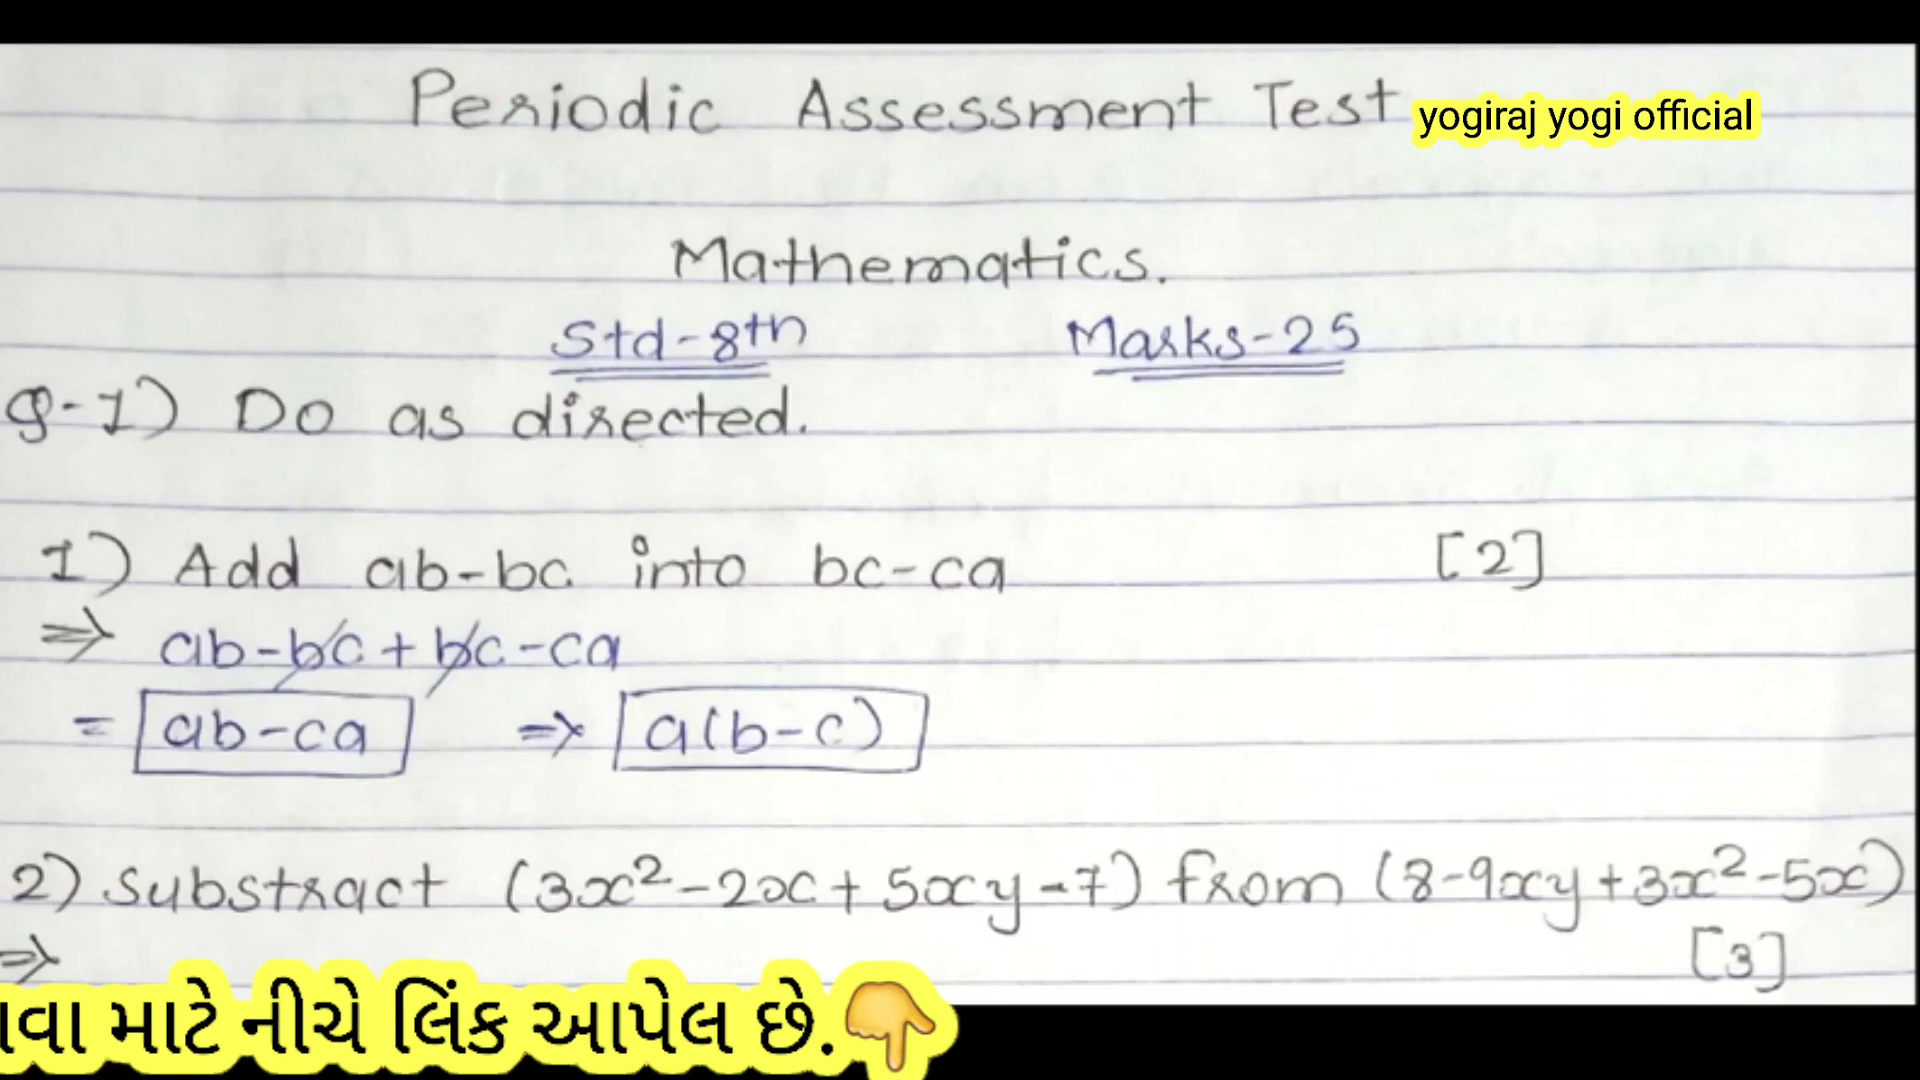 Periodic Assessment Test
yogiraj yogi official
Mathematics.
Std-8th Marks-25
Q-1) Do as directed.
1) Add ab-bc into bc-ca [2]
⇒ ab-bc+bc-ca
= ab-ca ⇒ a(b-c)
2) Substract (3x²-2x+5xy-7) from (8-9xy+3x²-5x)
⇒ [3]
માટે નીચે લિંક આપેલ છે.👇